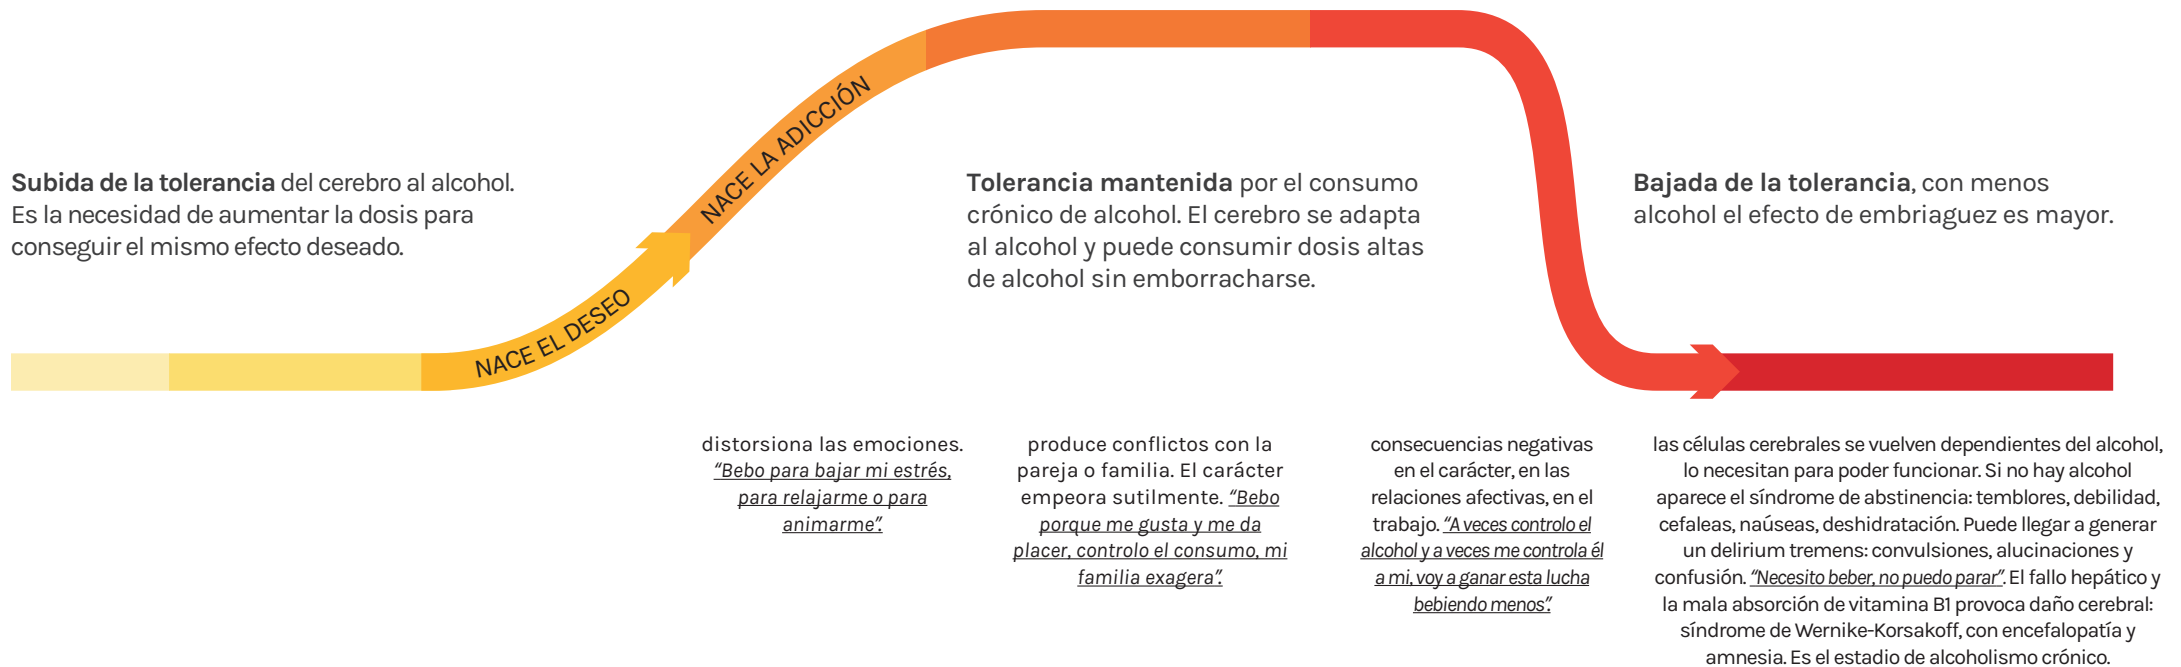 Subida de la tolerancia del cerebro al alcohol.
Es la necesidad de aumentar la dosis para
conseguir el mismo efecto deseado.
NACE EL DESEO
NACE LA ADICCIÓN
Tolerancia mantenida por el consumo
crónico de alcohol. El cerebro se adapta
al alcohol y puede consumir dosis altas
de alcohol sin emborracharse.
Bajada de la tolerancia, con menos
alcohol el efecto de embriaguez es mayor.
distorsiona las emociones.
“Bebo para bajar mi estrés,
para relajarme o para
animarme”.
produce conflictos con la
pareja o familia. El carácter
empeora sutilmente. “Bebo
porque me gusta y me da
placer, controlo el consumo, mi
familia exagera”.
consecuencias negativas
en el carácter, en las
relaciones afectivas, en el
trabajo. “A veces controlo el
alcohol y a veces me controla él
a mi, voy a ganar esta lucha
bebiendo menos”.
las células cerebrales se vuelven dependientes del alcohol,
lo necesitan para poder funcionar. Si no hay alcohol
aparece el síndrome de abstinencia: temblores, debilidad,
cefaleas, naúseas, deshidratación. Puede llegar a generar
un delirium tremens: convulsiones, alucinaciones y
confusión. “Necesito beber, no puedo parar”. El fallo hepático y
la mala absorción de vitamina B1 provoca daño cerebral:
síndrome de Wernike-Korsakoff, con encefalopatía y
amnesia. Es el estadio de alcoholismo crónico.